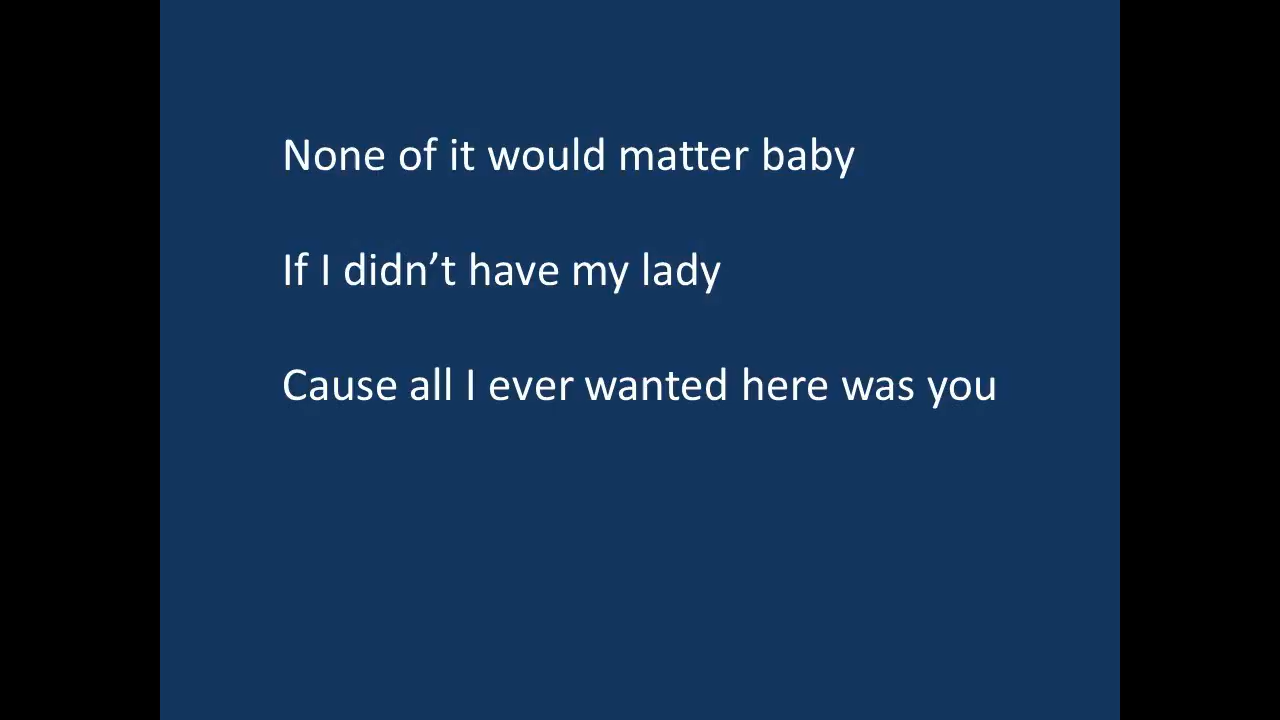 None of it would matter baby
If I didn’t have my lady
Cause all I ever wanted here was you